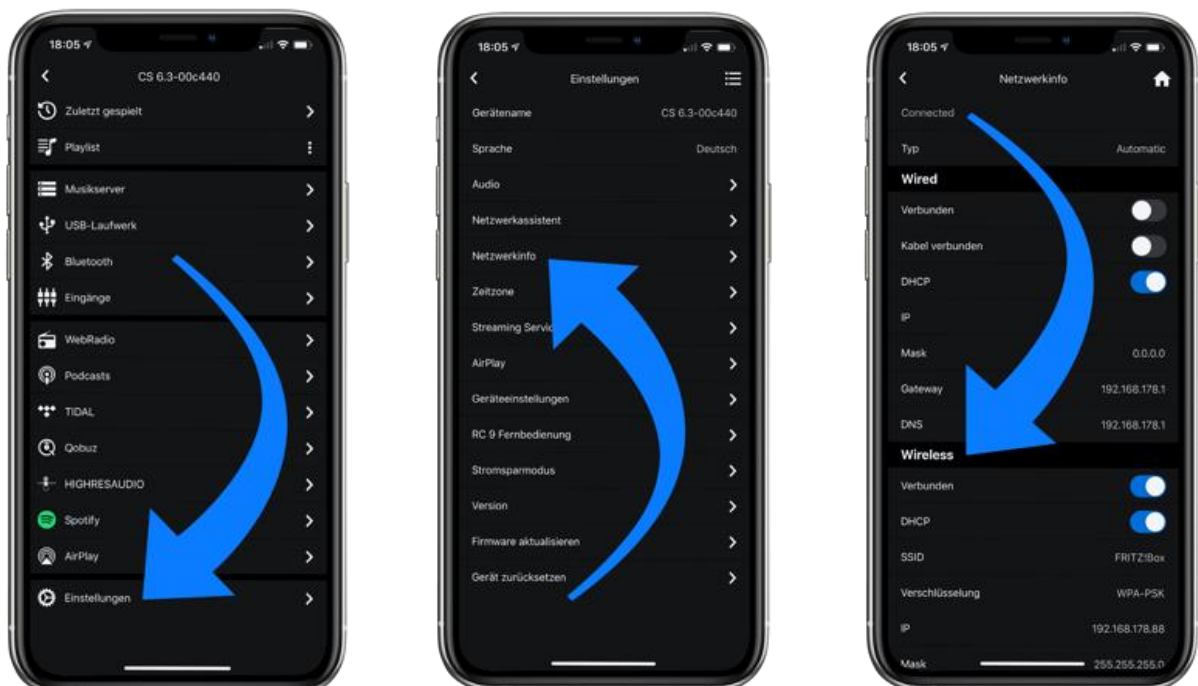 18:05
CS 6.3-00c440
Zuletzt gespielt
Playlist
Musikserver
USB-Laufwerk
Bluetooth
Eingänge
WebRadio
Podcasts
TIDAL
Qobuz
HIGHRESAUDIO
Spotify
AirPlay
Einstellungen
18:05
Einstellungen
Gerätename CS 6.3-00c440
Sprache Deutsch
Audio
Netzwerkassistent
Netzwerkinfo
Zeitzone
Streaming Servic
AirPlay
Geräteeinstellungen
RC 9 Fernbedienung
Stromsparmodus
Version
Firmware aktualisieren
Gerät zurücksetzen
18:05
Netzwerkinfo
Connected
Typ Automatic
Wired
Verbunden
Kabel verbunden
DHCP
IP
Mask 0.0.0.0
Gateway 192.168.178.1
DNS 192.168.178.1
Wireless
Verbunden
DHCP
SSID FRITZ!Box
Verschlüsselung WPA-PSK
IP 192.168.178.88
Mask 255.255.255.0